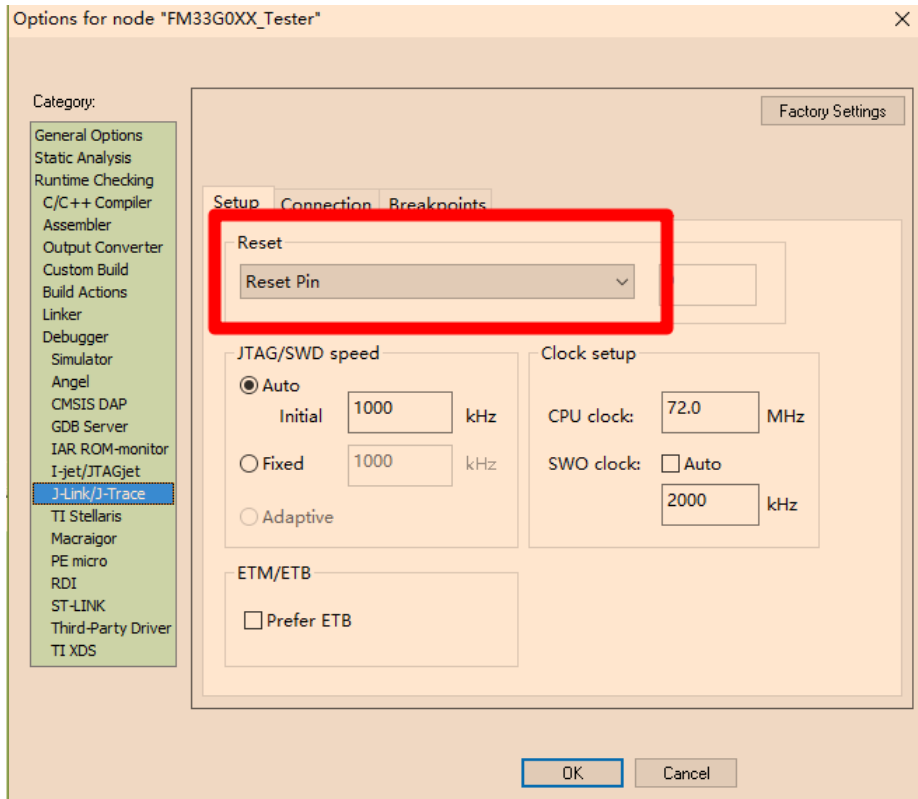 Options for node "FM33G0XX_Tester"
Category:
Factory Settings
General Options
Static Analysis
Runtime Checking
C/C++ Compiler
Assembler
Output Converter
Custom Build
Build Actions
Linker
Debugger
Simulator
Angel
CMSIS DAP
GDB Server
IAR ROM-monitor
I-jet/JTAGjet
J-Link/J-Trace
TI Stellaris
Macraigor
PE micro
RDI
ST-LINK
Third-Party Driver
TI XDS
Setup Connection Breakpoints
Reset
Reset Pin
JTAG/SWD speed
Auto
Initial 1000 kHz
Fixed 1000 kHz
Adaptive
Clock setup
CPU clock: 72.0 MHz
SWO clock: Auto
2000 kHz
ETM/ETB
Prefer ETB
OK Cancel